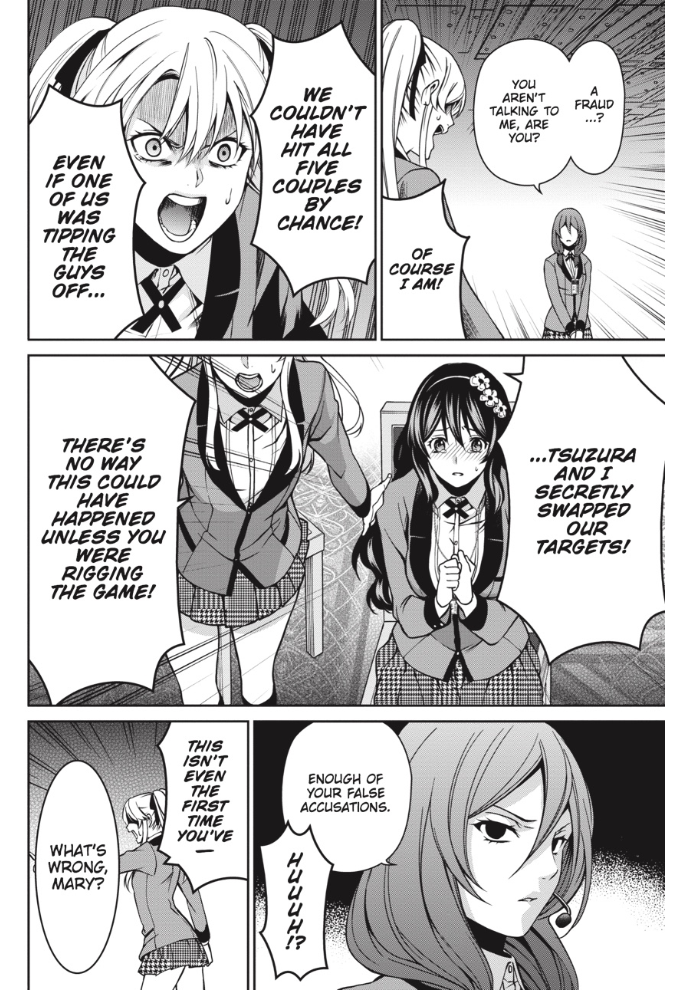 A
FRAUD
...?
YOU
AREN'T
TALKING TO
ME, ARE
YOU?
OF
COURSE
I AM!
WE
COULDN'T
HAVE
HIT ALL
FIVE
COUPLES
BY
CHANCE!
EVEN
IF ONE
OF US
WAS
TIPPING
THE
GUYS
OFF...
...TSUZURA
AND I
SECRETLY
SWAPPED
OUR
TARGETS!
THERE'S
NO WAY
THIS COULD
HAVE
HAPPENED
UNLESS YOU
WERE
RIGGING
THE GAME!
ENOUGH OF
YOUR FALSE
ACCUSATIONS.
HUUUH!?
THIS
ISN'T
EVEN
THE
FIRST
TIME
YOU'VE
—
WHAT'S
WRONG,
MARY?